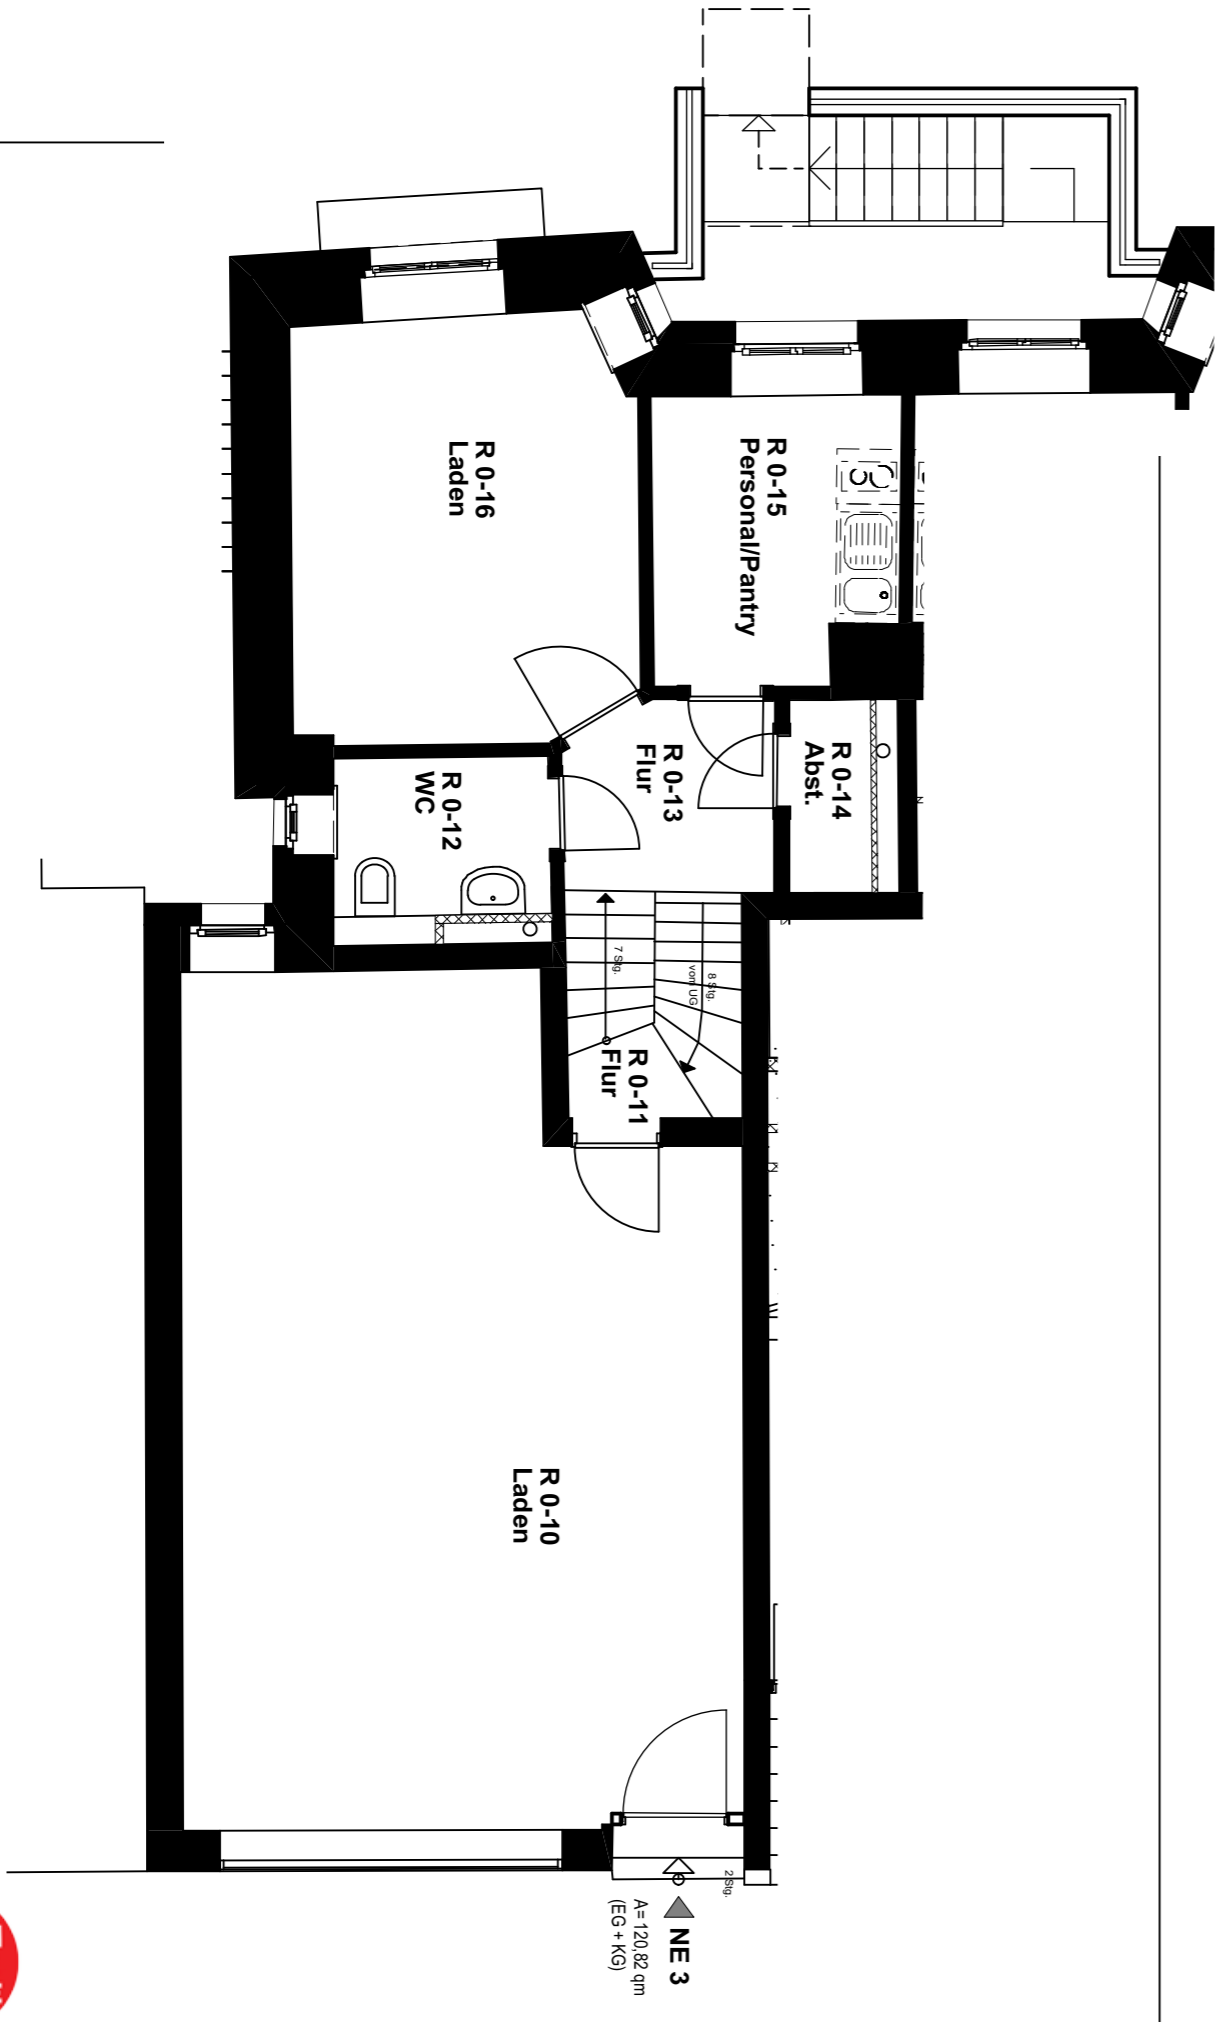 R 0-16
Laden
R 0-15
Personal/Pantry
R 0-14
Abst.
R 0-13
Flur
R 0-12
WC
7 Stg.
8 Stg.
vom UG
R 0-11
Flur
R 0-10
Laden
2 Stg.
NE 3
A= 120,82 qm
(EG + KG)